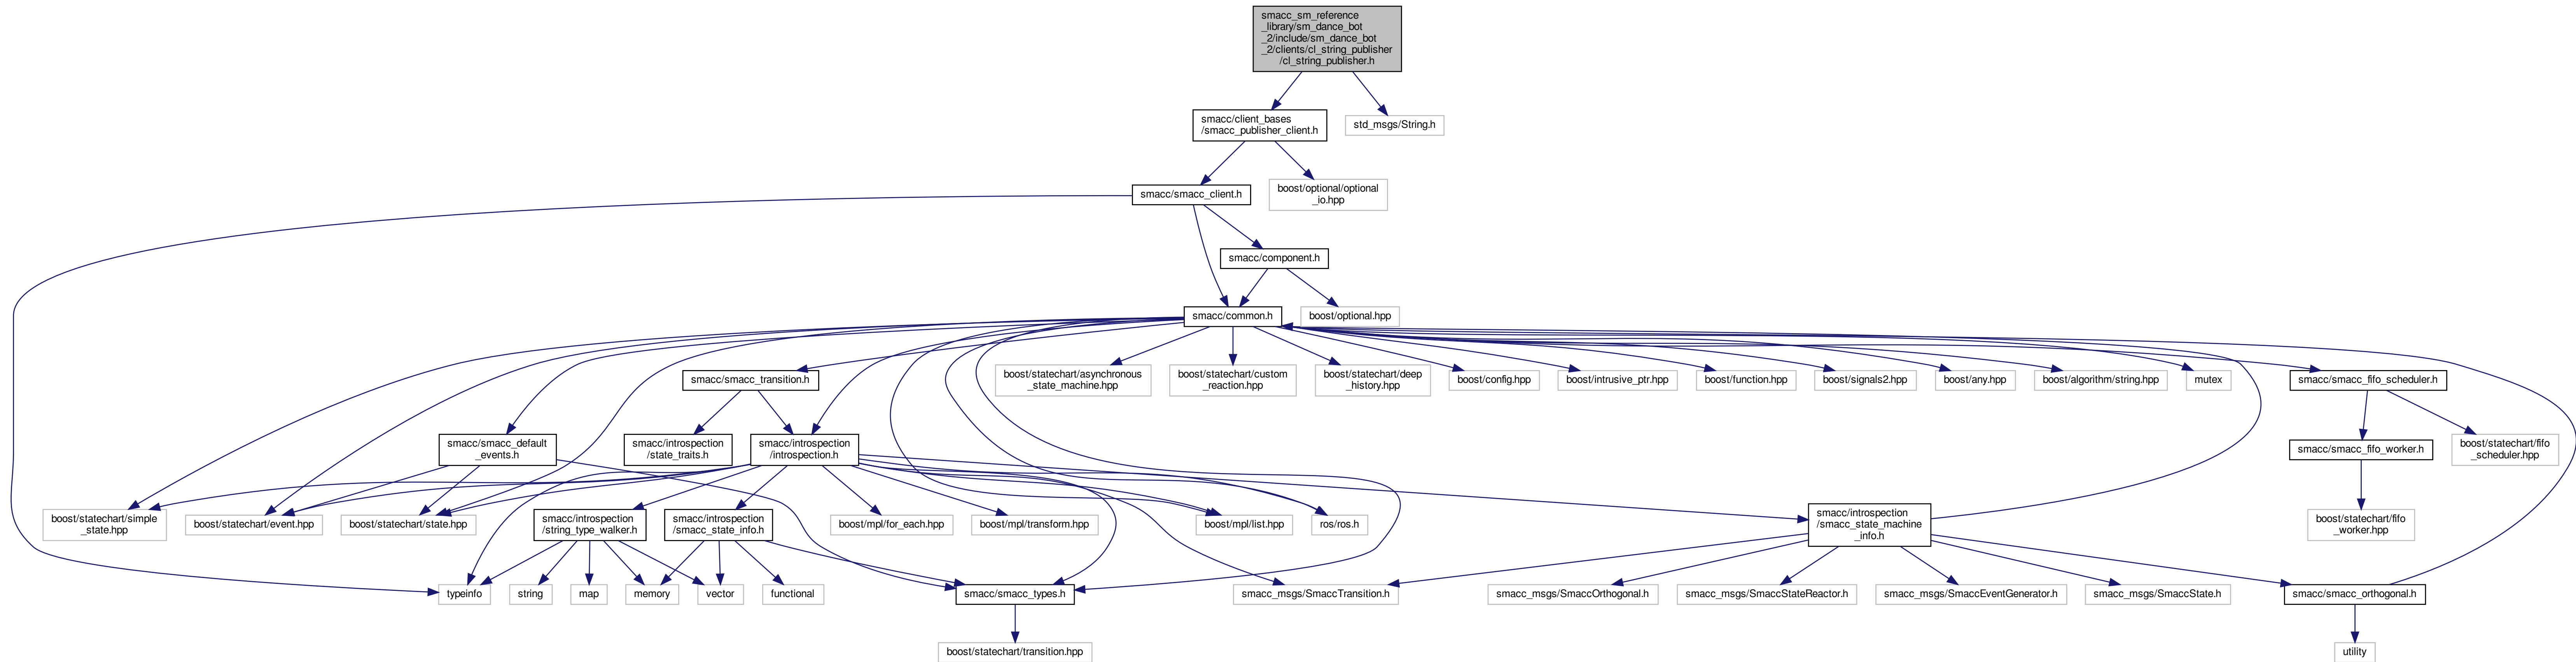 smacc_sm_reference
_library/sm_dance_bot
_2/include/sm_dance_bot
_2/clients/cl_string_publisher
/cl_string_publisher.h
smacc/client_bases
/smacc_publisher_client.h
std_msgs/String.h
smacc/smacc_client.h
boost/optional/optional
_io.hpp
smacc/component.h
smacc/common.h
boost/optional.hpp
smacc/smacc_transition.h
boost/statechart/asynchronous
_state_machine.hpp
boost/statechart/custom
_reaction.hpp
boost/statechart/deep
_history.hpp
boost/config.hpp
boost/intrusive_ptr.hpp
boost/function.hpp
boost/signals2.hpp
boost/any.hpp
boost/algorithm/string.hpp
mutex
smacc/smacc_fifo_scheduler.h
smacc/smacc_default
_events.h
smacc/introspection
/state_traits.h
smacc/introspection
/introspection.h
smacc/smacc_fifo_worker.h
boost/statechart/fifo
_scheduler.hpp
boost/statechart/simple
_state.hpp
boost/statechart/event.hpp
boost/statechart/state.hpp
smacc/introspection
/string_type_walker.h
smacc/introspection
/smacc_state_info.h
boost/mpl/for_each.hpp
boost/mpl/transform.hpp
boost/mpl/list.hpp
ros/ros.h
smacc/introspection
/smacc_state_machine
_info.h
boost/statechart/fifo
_worker.hpp
typeinfo
string
map
memory
vector
functional
smacc/smacc_types.h
smacc_msgs/SmaccTransition.h
smacc_msgs/SmaccOrthogonal.h
smacc_msgs/SmaccStateReactor.h
smacc_msgs/SmaccEventGenerator.h
smacc_msgs/SmaccState.h
smacc/smacc_orthogonal.h
boost/statechart/transition.hpp
utility